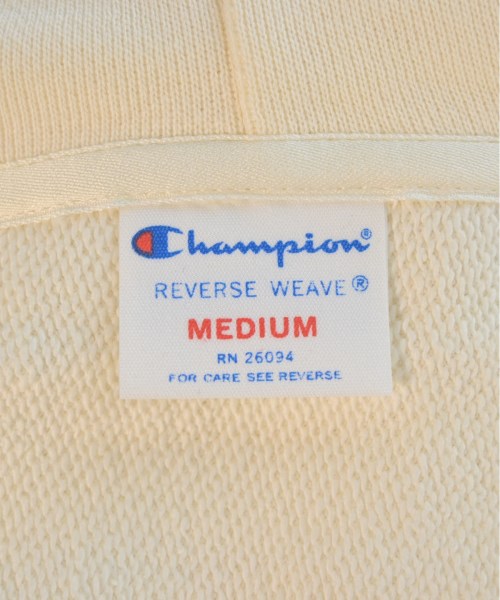 Champion®
REVERSE WEAVE®
MEDIUM
RN 26094
FOR CARE SEE REVERSE